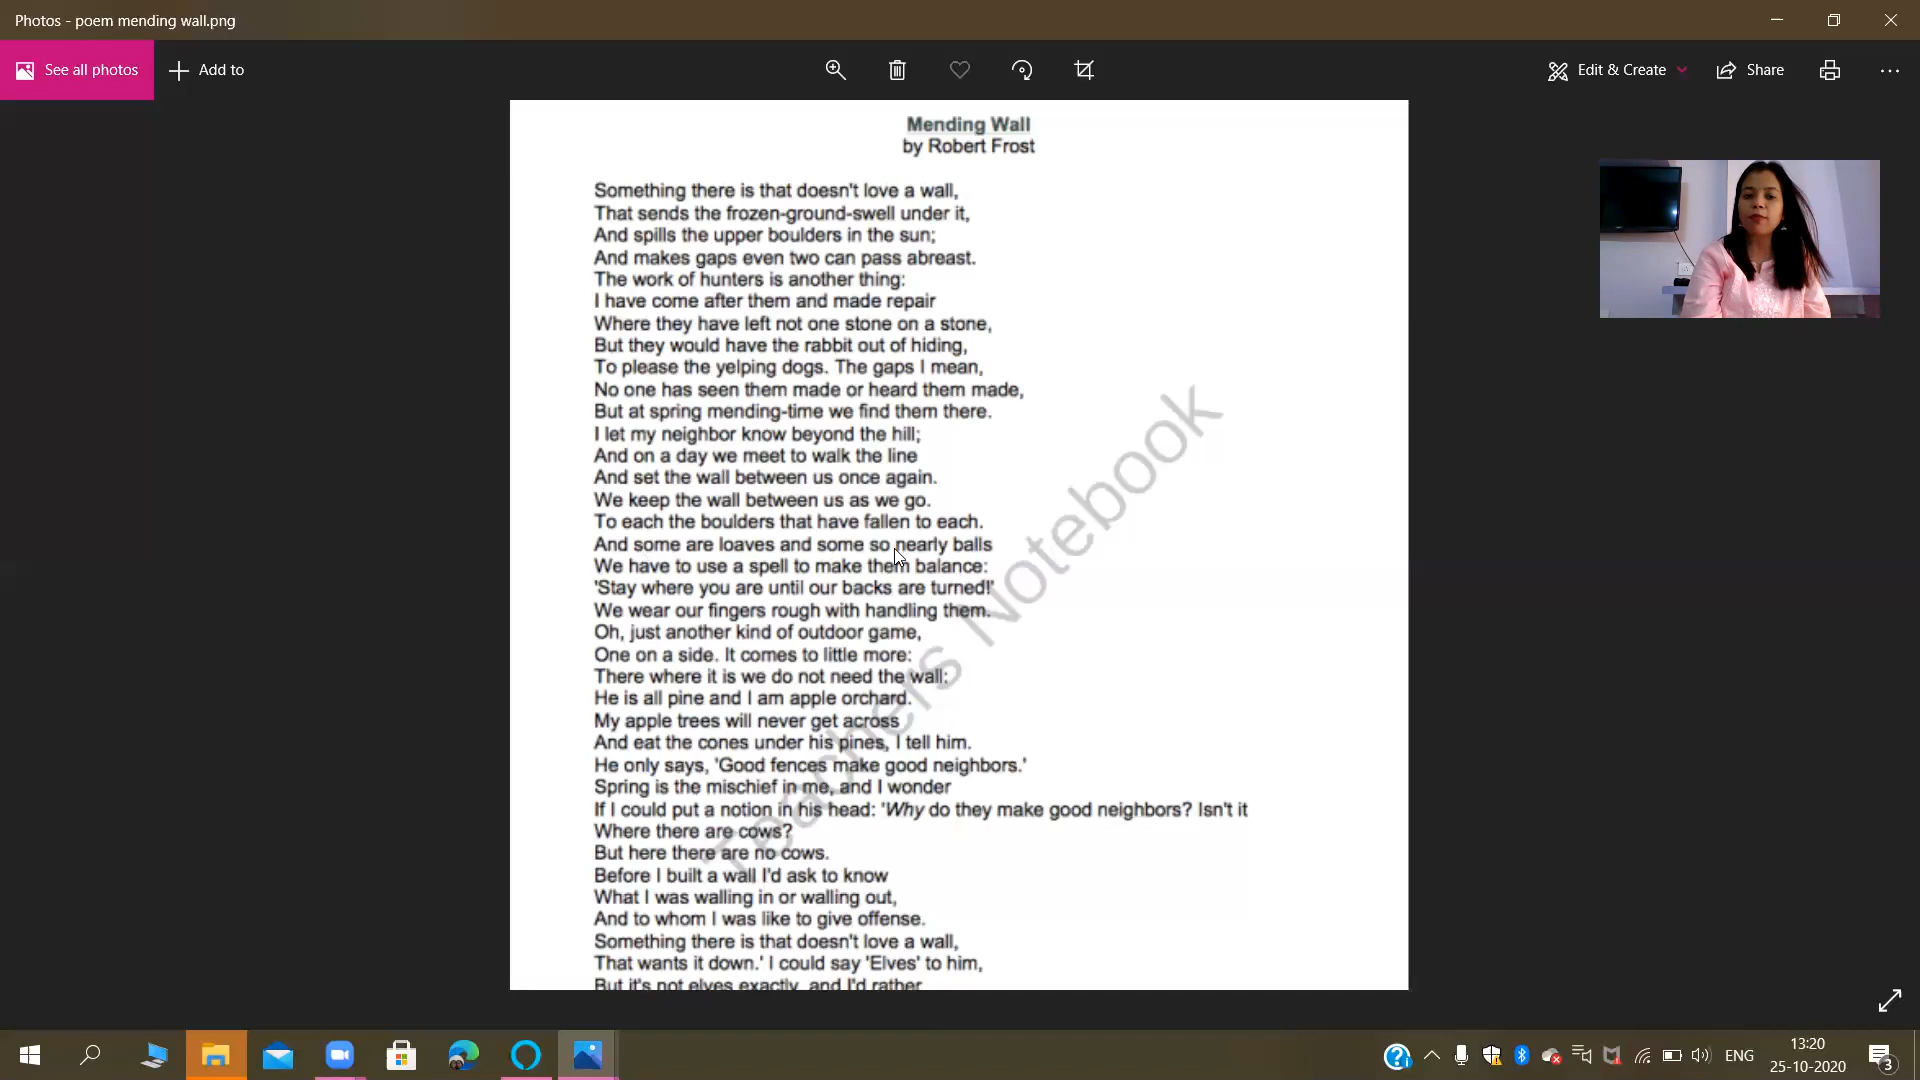 Photos - poem mending wall.png
See all photos
Add to
Edit & Create
Share
Mending Wall
by Robert Frost
Something there is that doesn't love a wall,
That sends the frozen-ground-swell under it,
And spills the upper boulders in the sun;
And makes gaps even two can pass abreast.
The work of hunters is another thing:
I have come after them and made repair
Where they have left not one stone on a stone,
But they would have the rabbit out of hiding,
To please the yelping dogs. The gaps I mean,
No one has seen them made or heard them made,
But at spring mending-time we find them there.
I let my neighbor know beyond the hill;
And on a day we meet to walk the line
And set the wall between us once again.
We keep the wall between us as we go.
To each the boulders that have fallen to each.
And some are loaves and some so nearly balls
We have to use a spell to make them balance:
'Stay where you are until our backs are turned!'
We wear our fingers rough with handling them.
Oh, just another kind of outdoor game,
One on a side. It comes to little more:
There where it is we do not need the wall:
He is all pine and I am apple orchard.
My apple trees will never get across
And eat the cones under his pines, I tell him.
He only says, 'Good fences make good neighbors.'
Spring is the mischief in me, and I wonder
If I could put a notion in his head: 'Why do they make good neighbors? Isn't it
Where there are cows?
But here there are no cows.
Before I built a wall I'd ask to know
What I was walling in or walling out,
And to whom I was like to give offense.
Something there is that doesn't love a wall,
That wants it down.' I could say 'Elves' to him,
But it's not elves exactly, and I'd rather
Teachers Notebook
ENG
13:20
25-10-2020
3